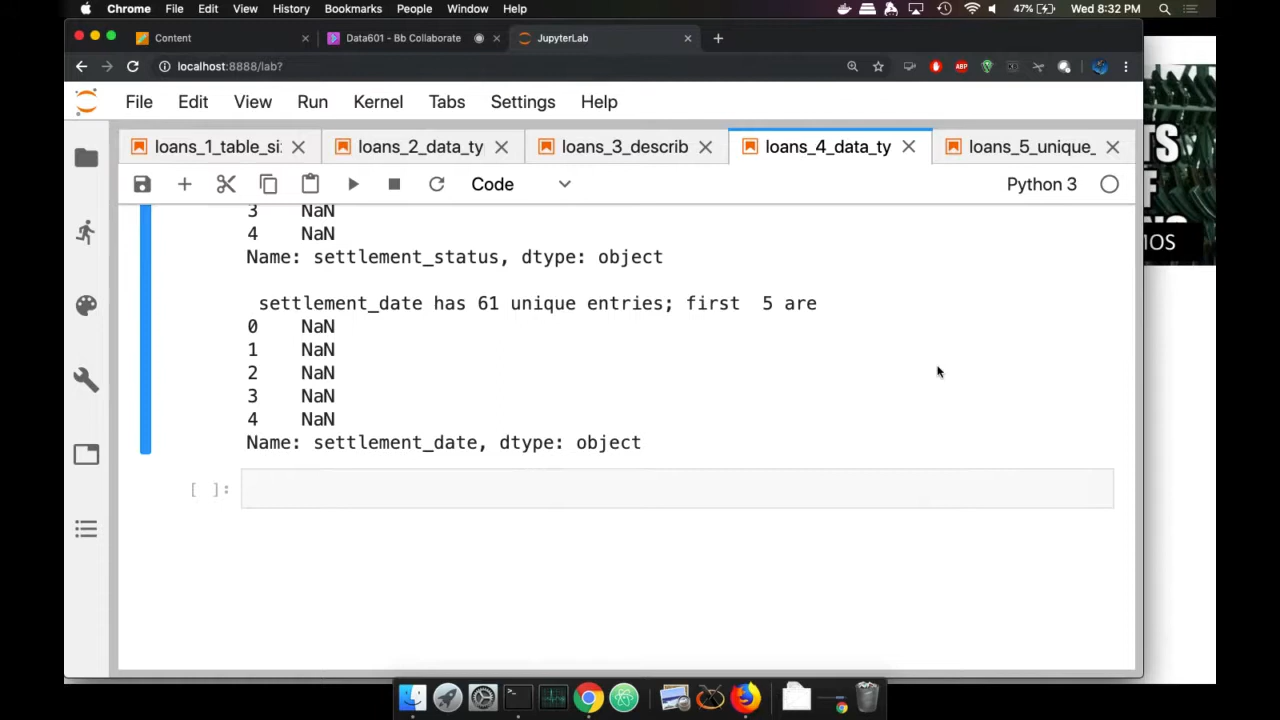 Chrome File Edit View History Bookmarks People Window Help 47% Wed 8:32 PM
Content
Data601 - Bb Collaborate
JupyterLab
localhost:8888/lab?
ABP
File Edit View Run Kernel Tabs Settings Help
loans_1_table_si
loans_2_data_ty
loans_3_describ
loans_4_data_ty
loans_5_unique_
Code
Python 3
3 NaN
4 NaN
Name: settlement_status, dtype: object
settlement_date has 61 unique entries; first 5 are
0 NaN
1 NaN
2 NaN
3 NaN
4 NaN
Name: settlement_date, dtype: object
[ ]: